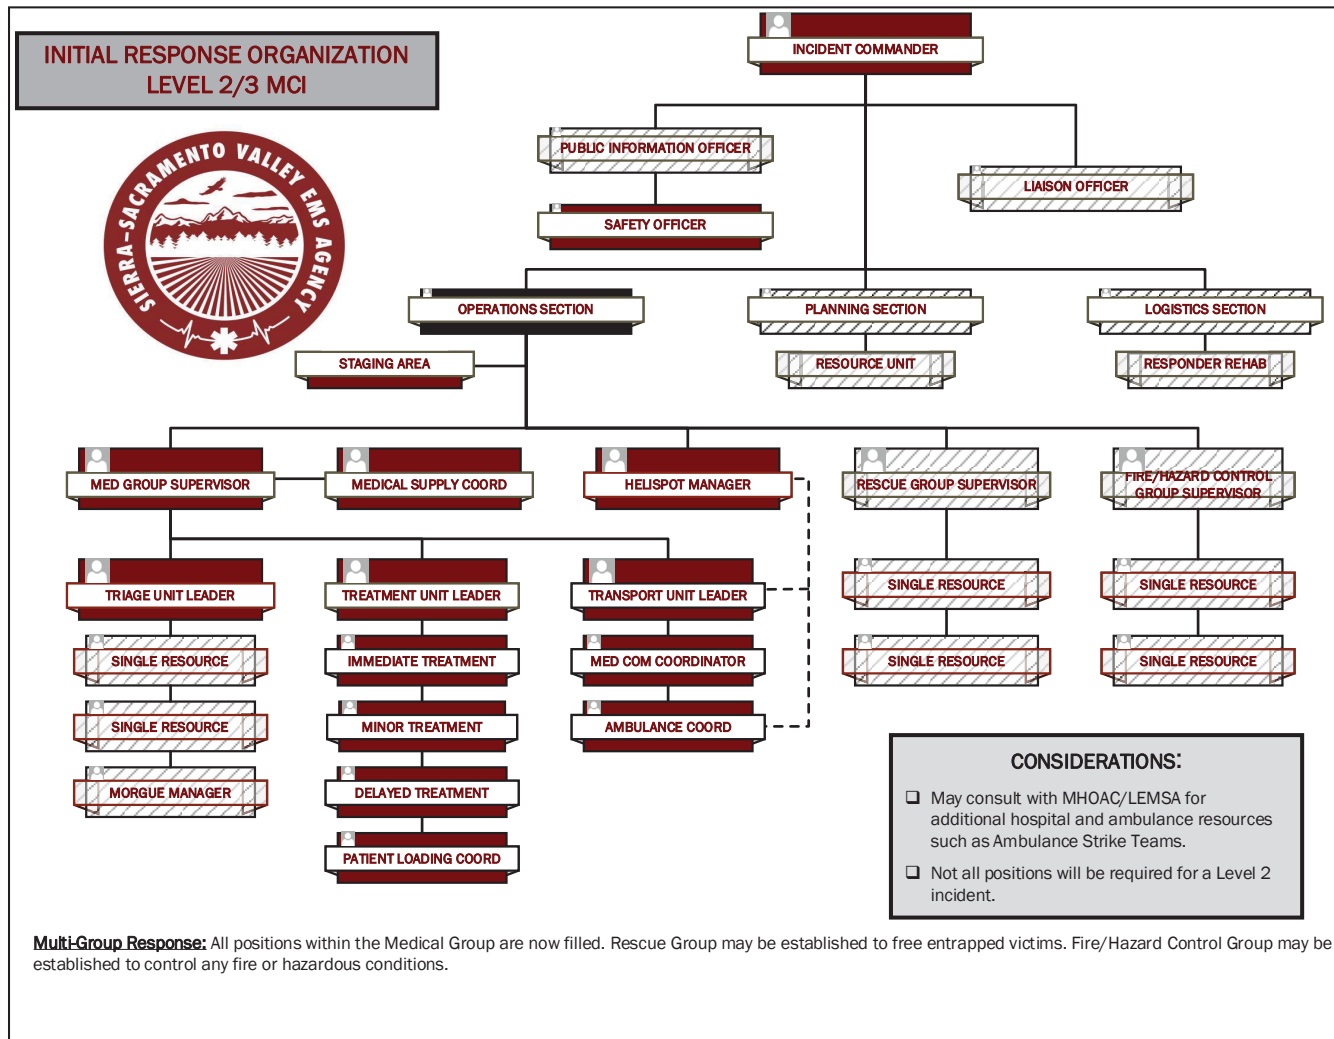 INITIAL RESPONSE ORGANIZATION
LEVEL 2/3 MCI
SIERRA-SACRAMENTO VALLEY EMS AGENCY
INCIDENT COMMANDER
PUBLIC INFORMATION OFFICER
LIAISON OFFICER
SAFETY OFFICER
OPERATIONS SECTION
PLANNING SECTION
LOGISTICS SECTION
STAGING AREA
RESOURCE UNIT
RESPONDER REHAB
MED GROUP SUPERVISOR
MEDICAL SUPPLY COORD
HELISPOT MANAGER
RESCUE GROUP SUPERVISOR
FIRE/HAZARD CONTROL
GROUP SUPERVISOR
TRIAGE UNIT LEADER
TREATMENT UNIT LEADER
TRANSPORT UNIT LEADER
SINGLE RESOURCE
SINGLE RESOURCE
SINGLE RESOURCE
IMMEDIATE TREATMENT
MED COM COORDINATOR
SINGLE RESOURCE
SINGLE RESOURCE
SINGLE RESOURCE
MINOR TREATMENT
AMBULANCE COORD
MORGUE MANAGER
DELAYED TREATMENT
PATIENT LOADING COORD
CONSIDERATIONS:
❑ May consult with MHOAC/LEMSA for
additional hospital and ambulance resources
such as Ambulance Strike Teams.
❑ Not all positions will be required for a Level 2
incident.
Multi-Group Response: All positions within the Medical Group are now filled. Rescue Group may be established to free entrapped victims. Fire/Hazard Control Group may be
established to control any fire or hazardous conditions.